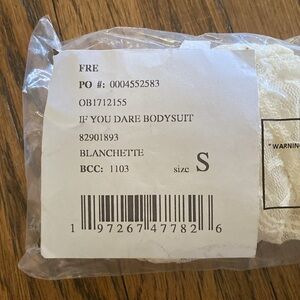 FRE
PO #: 0004552583
OB1712155
IF YOU DARE BODYSUIT
82901893
BLANCHETTE
BCC: 1103 size S
1 97267 47782 6
"WARNIN